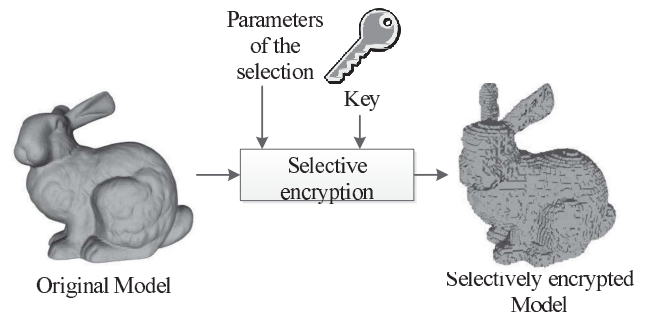 Parameters
of the
selection
Key
Selective
encryption
Original Model
Selectively encrypted
Model